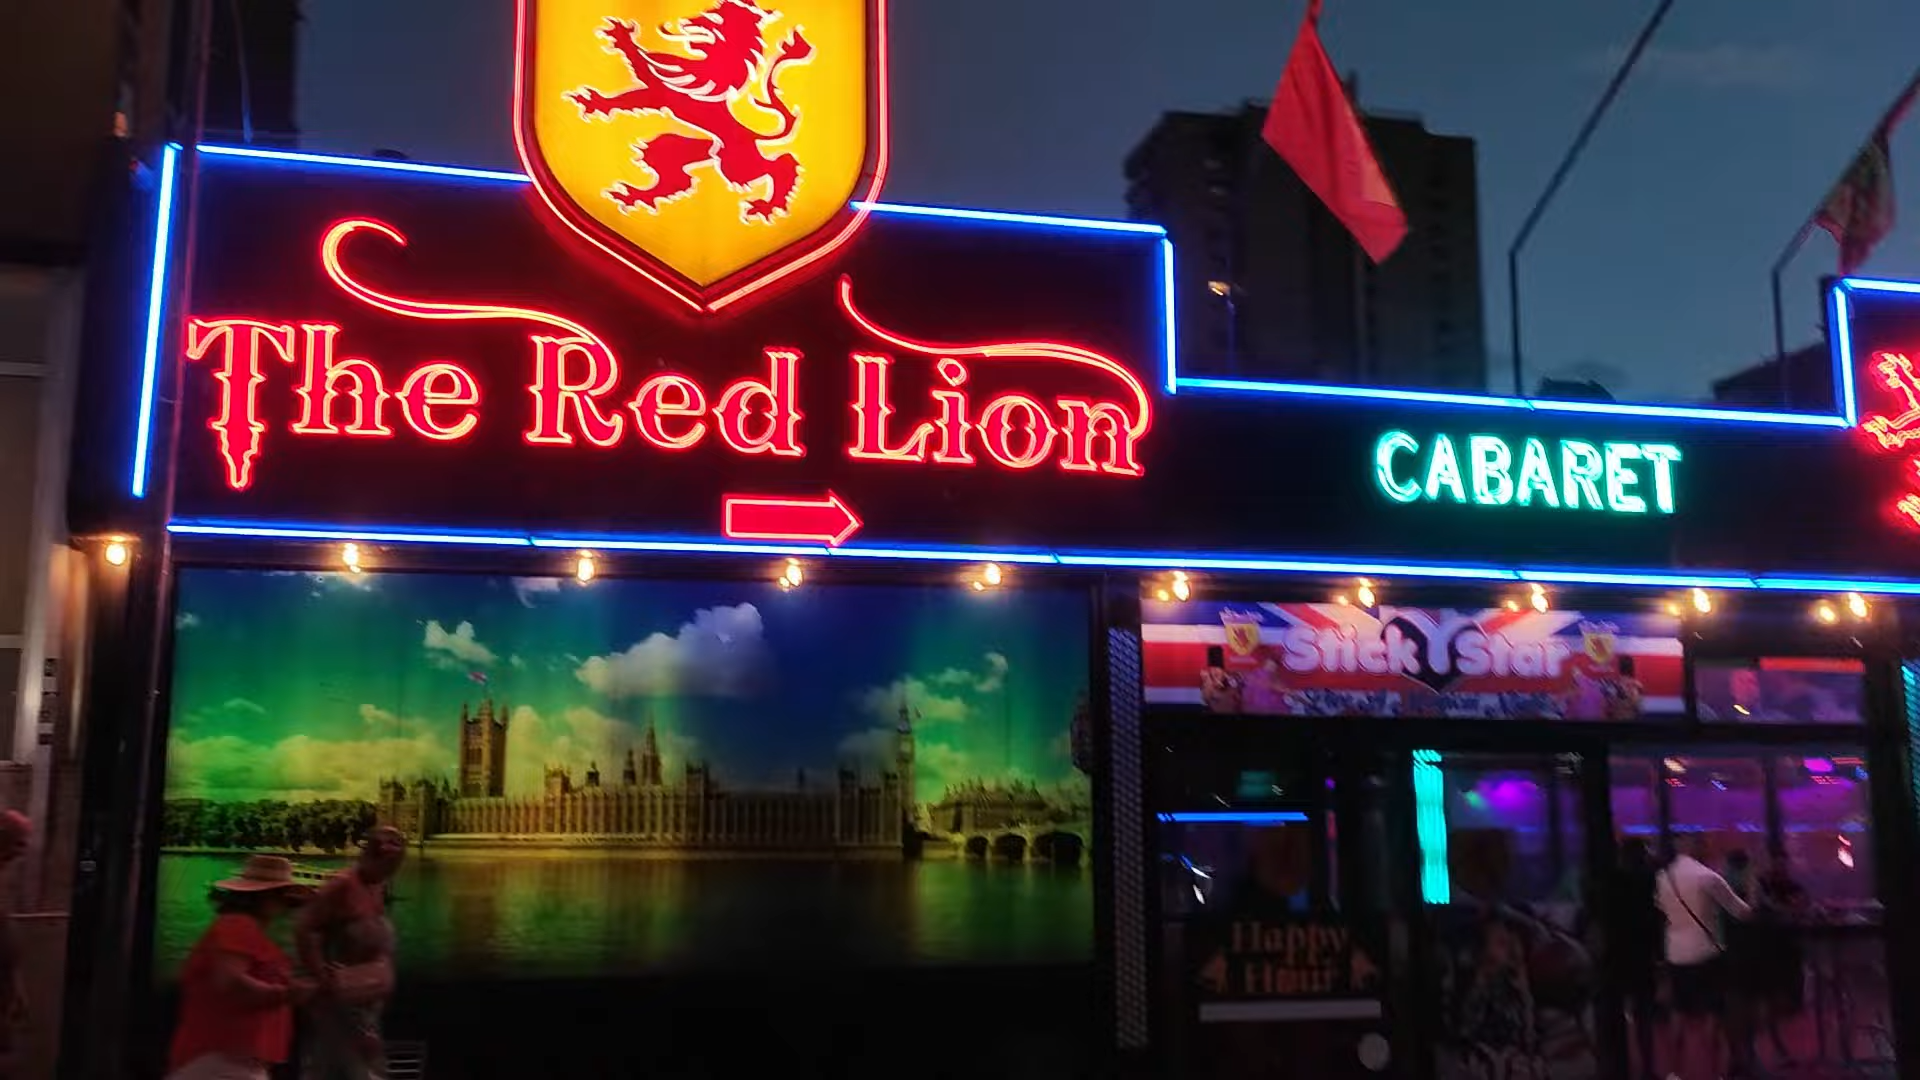 The Red Lion
CABARET
Sticky Star
Happy
Hour